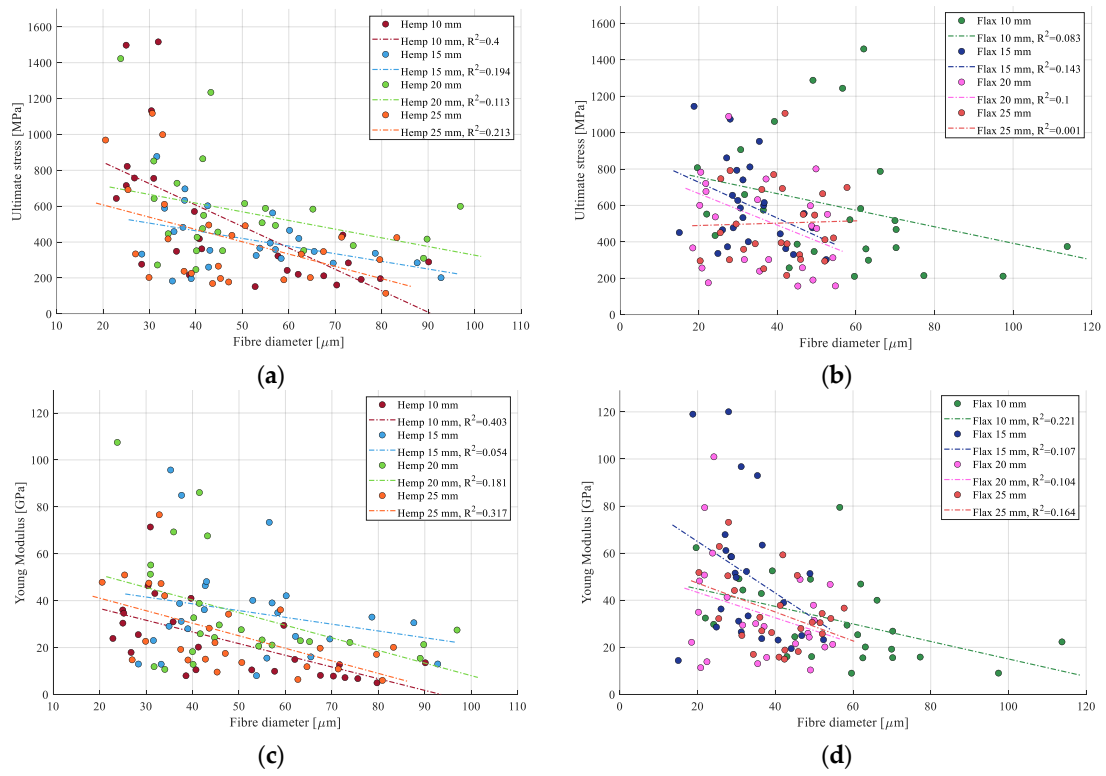 Ultimate stress [MPa]
1600
1400
1200
1000
800
600
400
200
0
10 20 30 40 50 60 70 80 90 100 110
Fibre diameter [μm]
Hemp 10 mm
Hemp 10 mm, R²=0.4
Hemp 15 mm
Hemp 15 mm, R²=0.194
Hemp 20 mm
Hemp 20 mm, R²=0.113
Hemp 25 mm
Hemp 25 mm, R²=0.213
(a)
Ultimate stress [MPa]
1600
1400
1200
1000
800
600
400
200
0
0 20 40 60 80 100 120
Fibre diameter [μm]
Flax 10 mm
Flax 10 mm, R²=0.083
Flax 15 mm
Flax 15 mm, R²=0.143
Flax 20 mm
Flax 20 mm, R²=0.1
Flax 25 mm
Flax 25 mm, R²=0.001
(b)
Young Modulus [GPa]
120
100
80
60
40
20
0
10 20 30 40 50 60 70 80 90 100 110
Fibre diameter [μm]
Hemp 10 mm
Hemp 10 mm, R²=0.403
Hemp 15 mm
Hemp 15 mm, R²=0.054
Hemp 20 mm
Hemp 20 mm, R²=0.181
Hemp 25 mm
Hemp 25 mm, R²=0.317
(c)
Young Modulus [GPa]
120
100
80
60
40
20
0
0 20 40 60 80 100 120
Fibre diameter [μm]
Flax 10 mm
Flax 10 mm, R²=0.221
Flax 15 mm
Flax 15 mm, R²=0.107
Flax 20 mm
Flax 20 mm, R²=0.104
Flax 25 mm
Flax 25 mm, R²=0.164
(d)